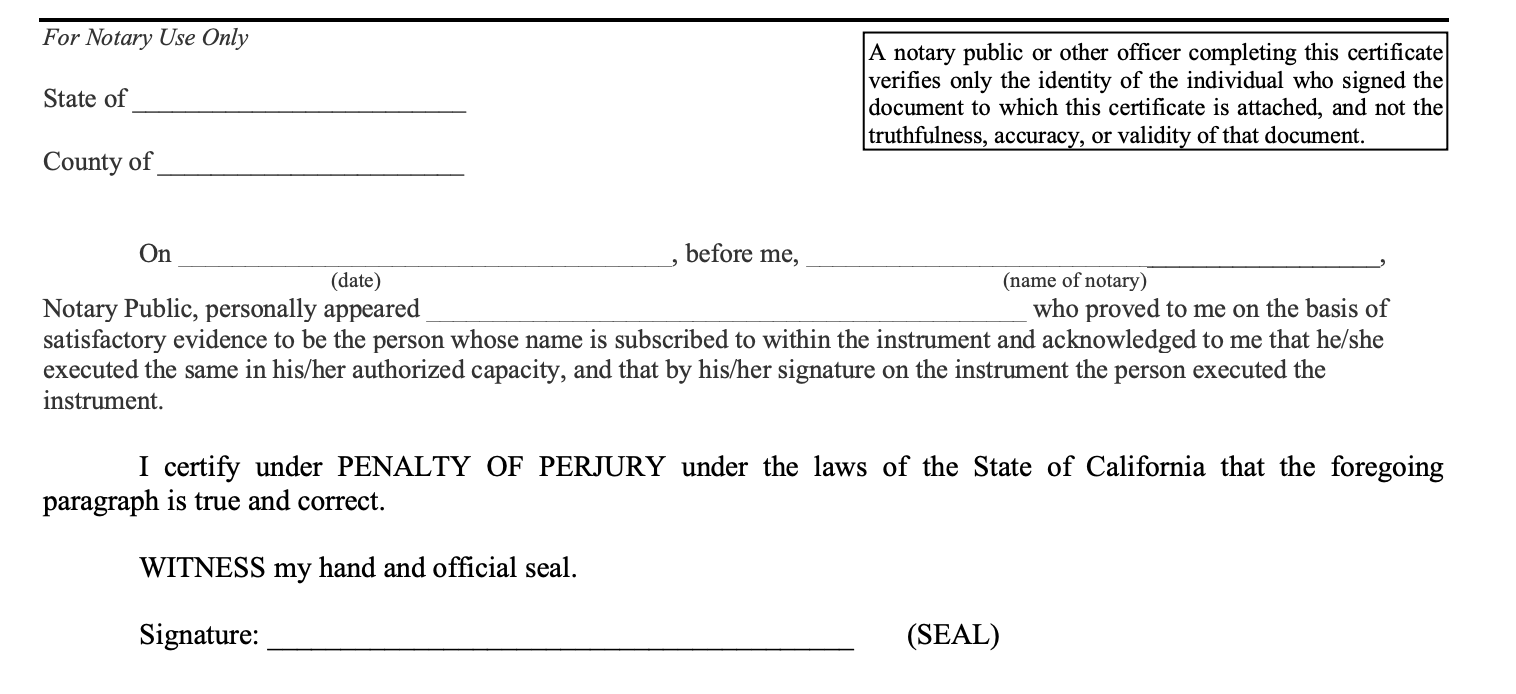 For Notary Use Only
A notary public or other officer completing this certificate
verifies only the identity of the individual who signed the
document to which this certificate is attached, and not the
truthfulness, accuracy, or validity of that document.
State of _________________________
County of _______________________
On _____________________________________, before me, ___________________________________________,
(date) (name of notary)
Notary Public, personally appeared _____________________________________________ who proved to me on the basis of
satisfactory evidence to be the person whose name is subscribed to within the instrument and acknowledged to me that he/she
executed the same in his/her authorized capacity, and that by his/her signature on the instrument the person executed the
instrument.
I certify under PENALTY OF PERJURY under the laws of the State of California that the foregoing
paragraph is true and correct.
WITNESS my hand and official seal.
Signature: ________________________________________ (SEAL)